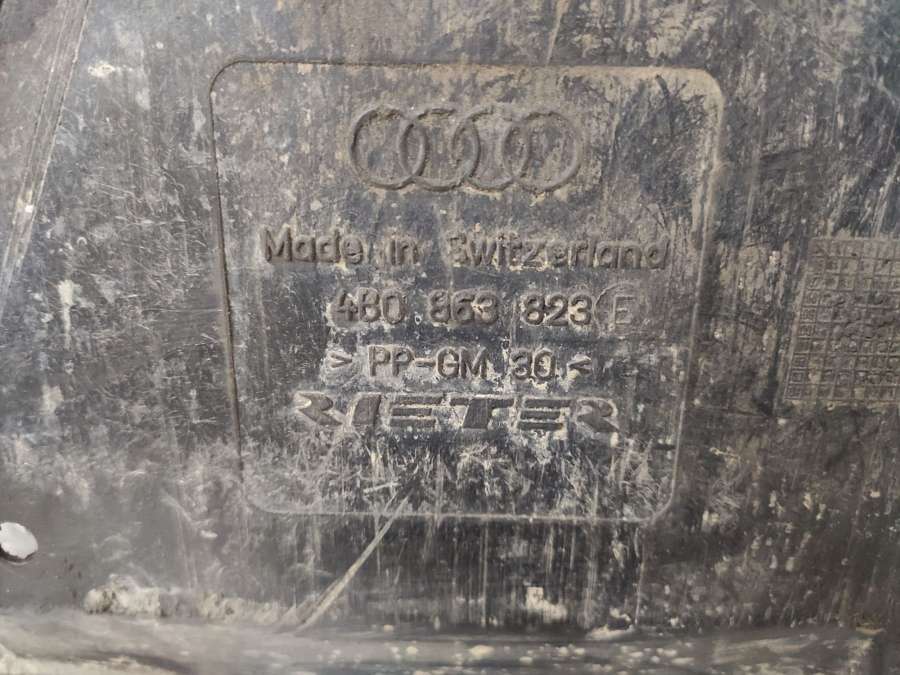 Made in Switzerland
4B0 863 823 E
> PP-GM 30 <
RIETER